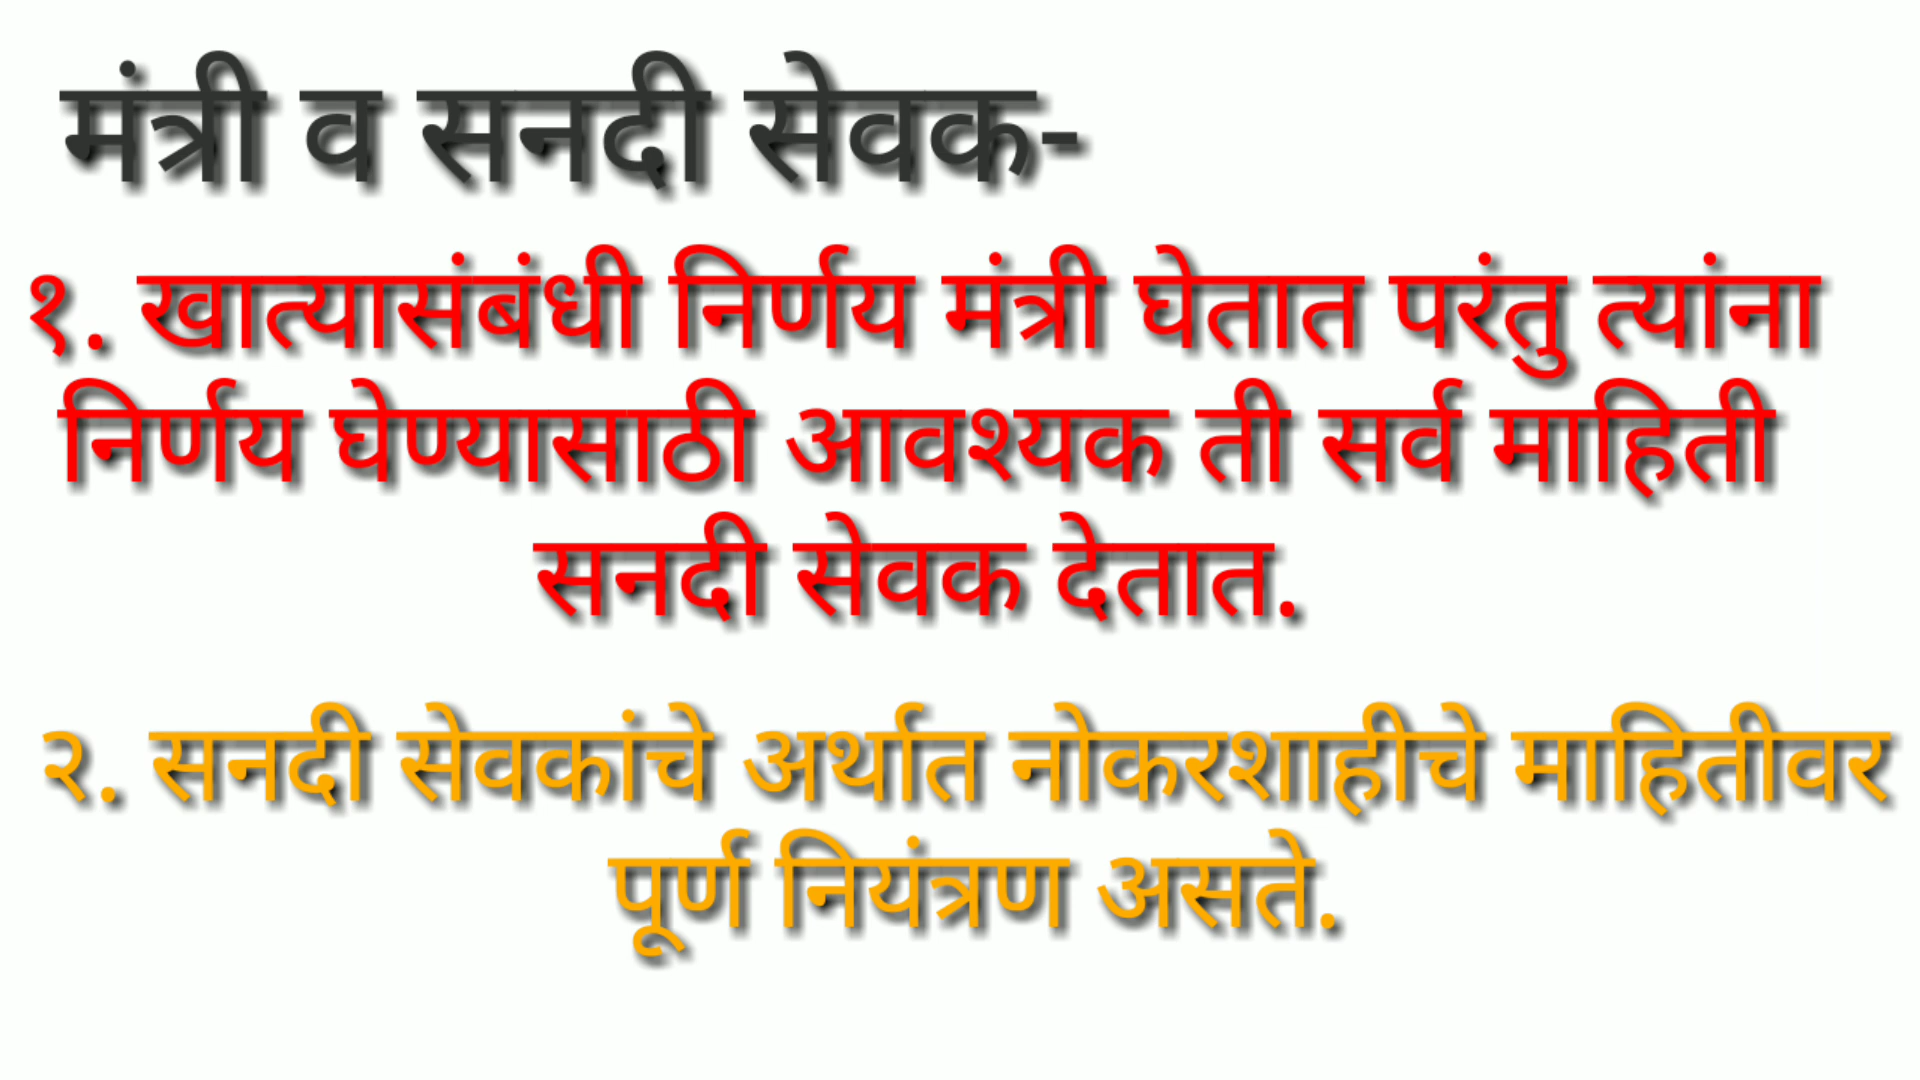 मंत्री व सनदी सेवक-
१. खात्यासंबंधी निर्णय मंत्री घेतात परंतु त्यांना
निर्णय घेण्यासाठी आवश्यक ती सर्व माहिती
सनदी सेवक देतात.
२. सनदी सेवकांचे अर्थात नोकरशाहीचे माहितीवर
पूर्ण नियंत्रण असते.